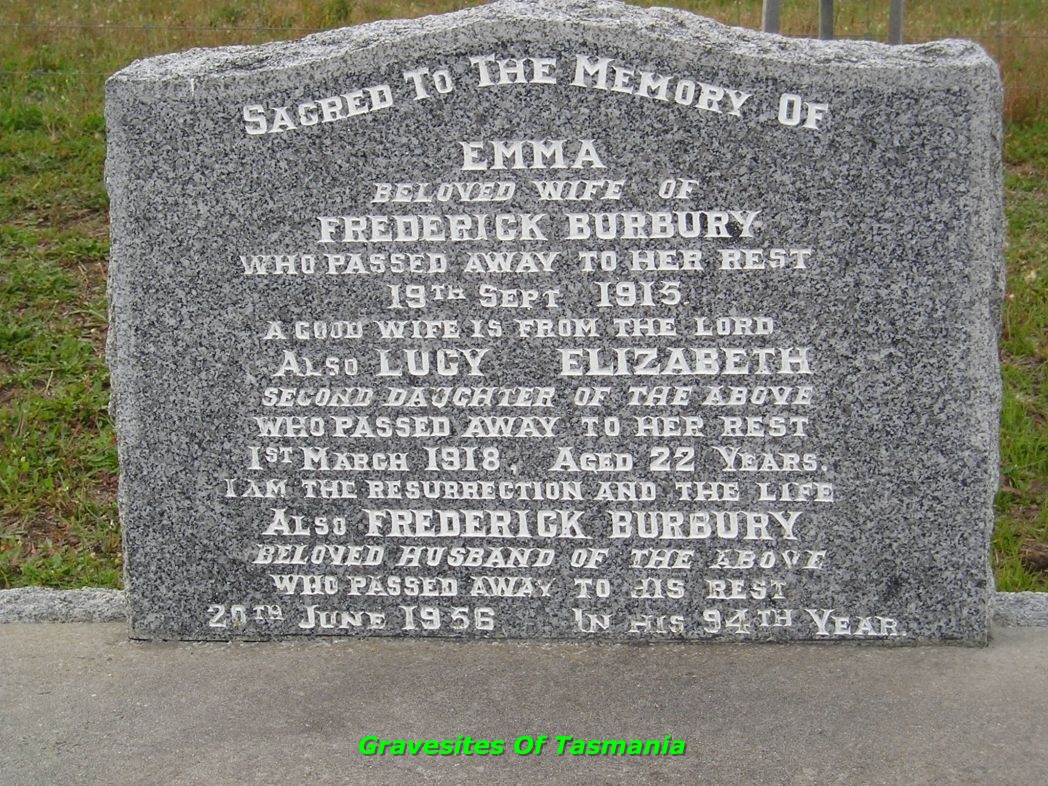 SACRED TO THE MEMORY OF
EMMA
BELOVED WIFE OF
FREDERICK BURBURY
WHO PASSED AWAY TO HER REST
19TH SEPT 1915.
A GOOD WIFE IS FROM THE LORD
ALSO LUCY ELIZABETH
SECOND DAUGHTER OF THE ABOVE
WHO PASSED AWAY TO HER REST
1ST MARCH 1918, AGED 22 YEARS.
I AM THE RESURRECTION AND THE LIFE
ALSO FREDERICK BURBURY
BELOVED HUSBAND OF THE ABOVE
WHO PASSED AWAY TO HIS REST
20TH JUNE 1956 IN HIS 94TH YEAR.
Gravesites Of Tasmania